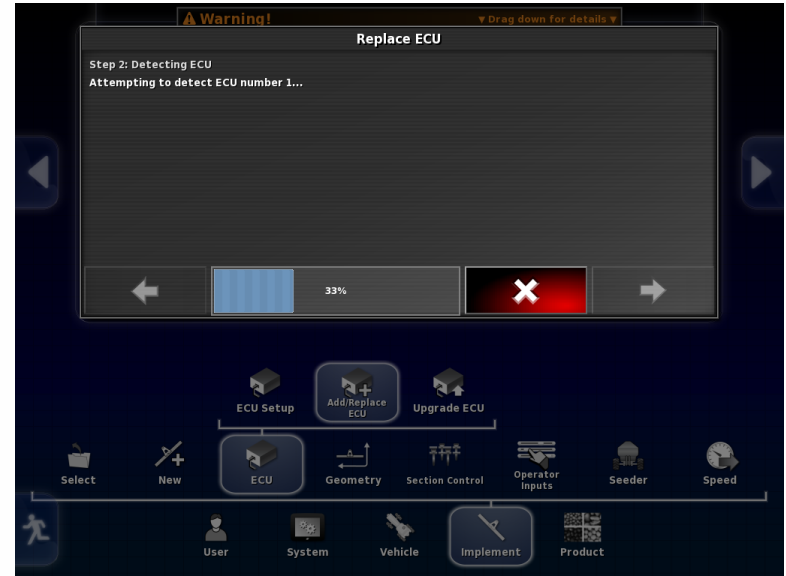 Warning!
▼ Drag down for details ▼
Replace ECU
Step 2: Detecting ECU
Attempting to detect ECU number 1...
33%
ECU Setup
Add/Replace
ECU
Upgrade ECU
Select
New
ECU
Geometry
Section Control
Operator
Inputs
Seeder
Speed
User
System
Vehicle
Implement
Product